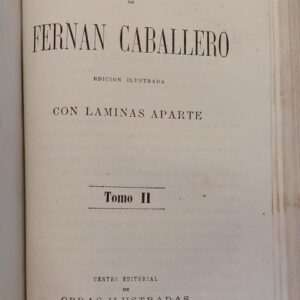 DE
FERNAN CABALLERO
EDICION ILUSTRADA
CON LAMINAS APARTE
Tomo II
CENTRO EDITORIAL
DE
OBRAS ILUSTRADAS